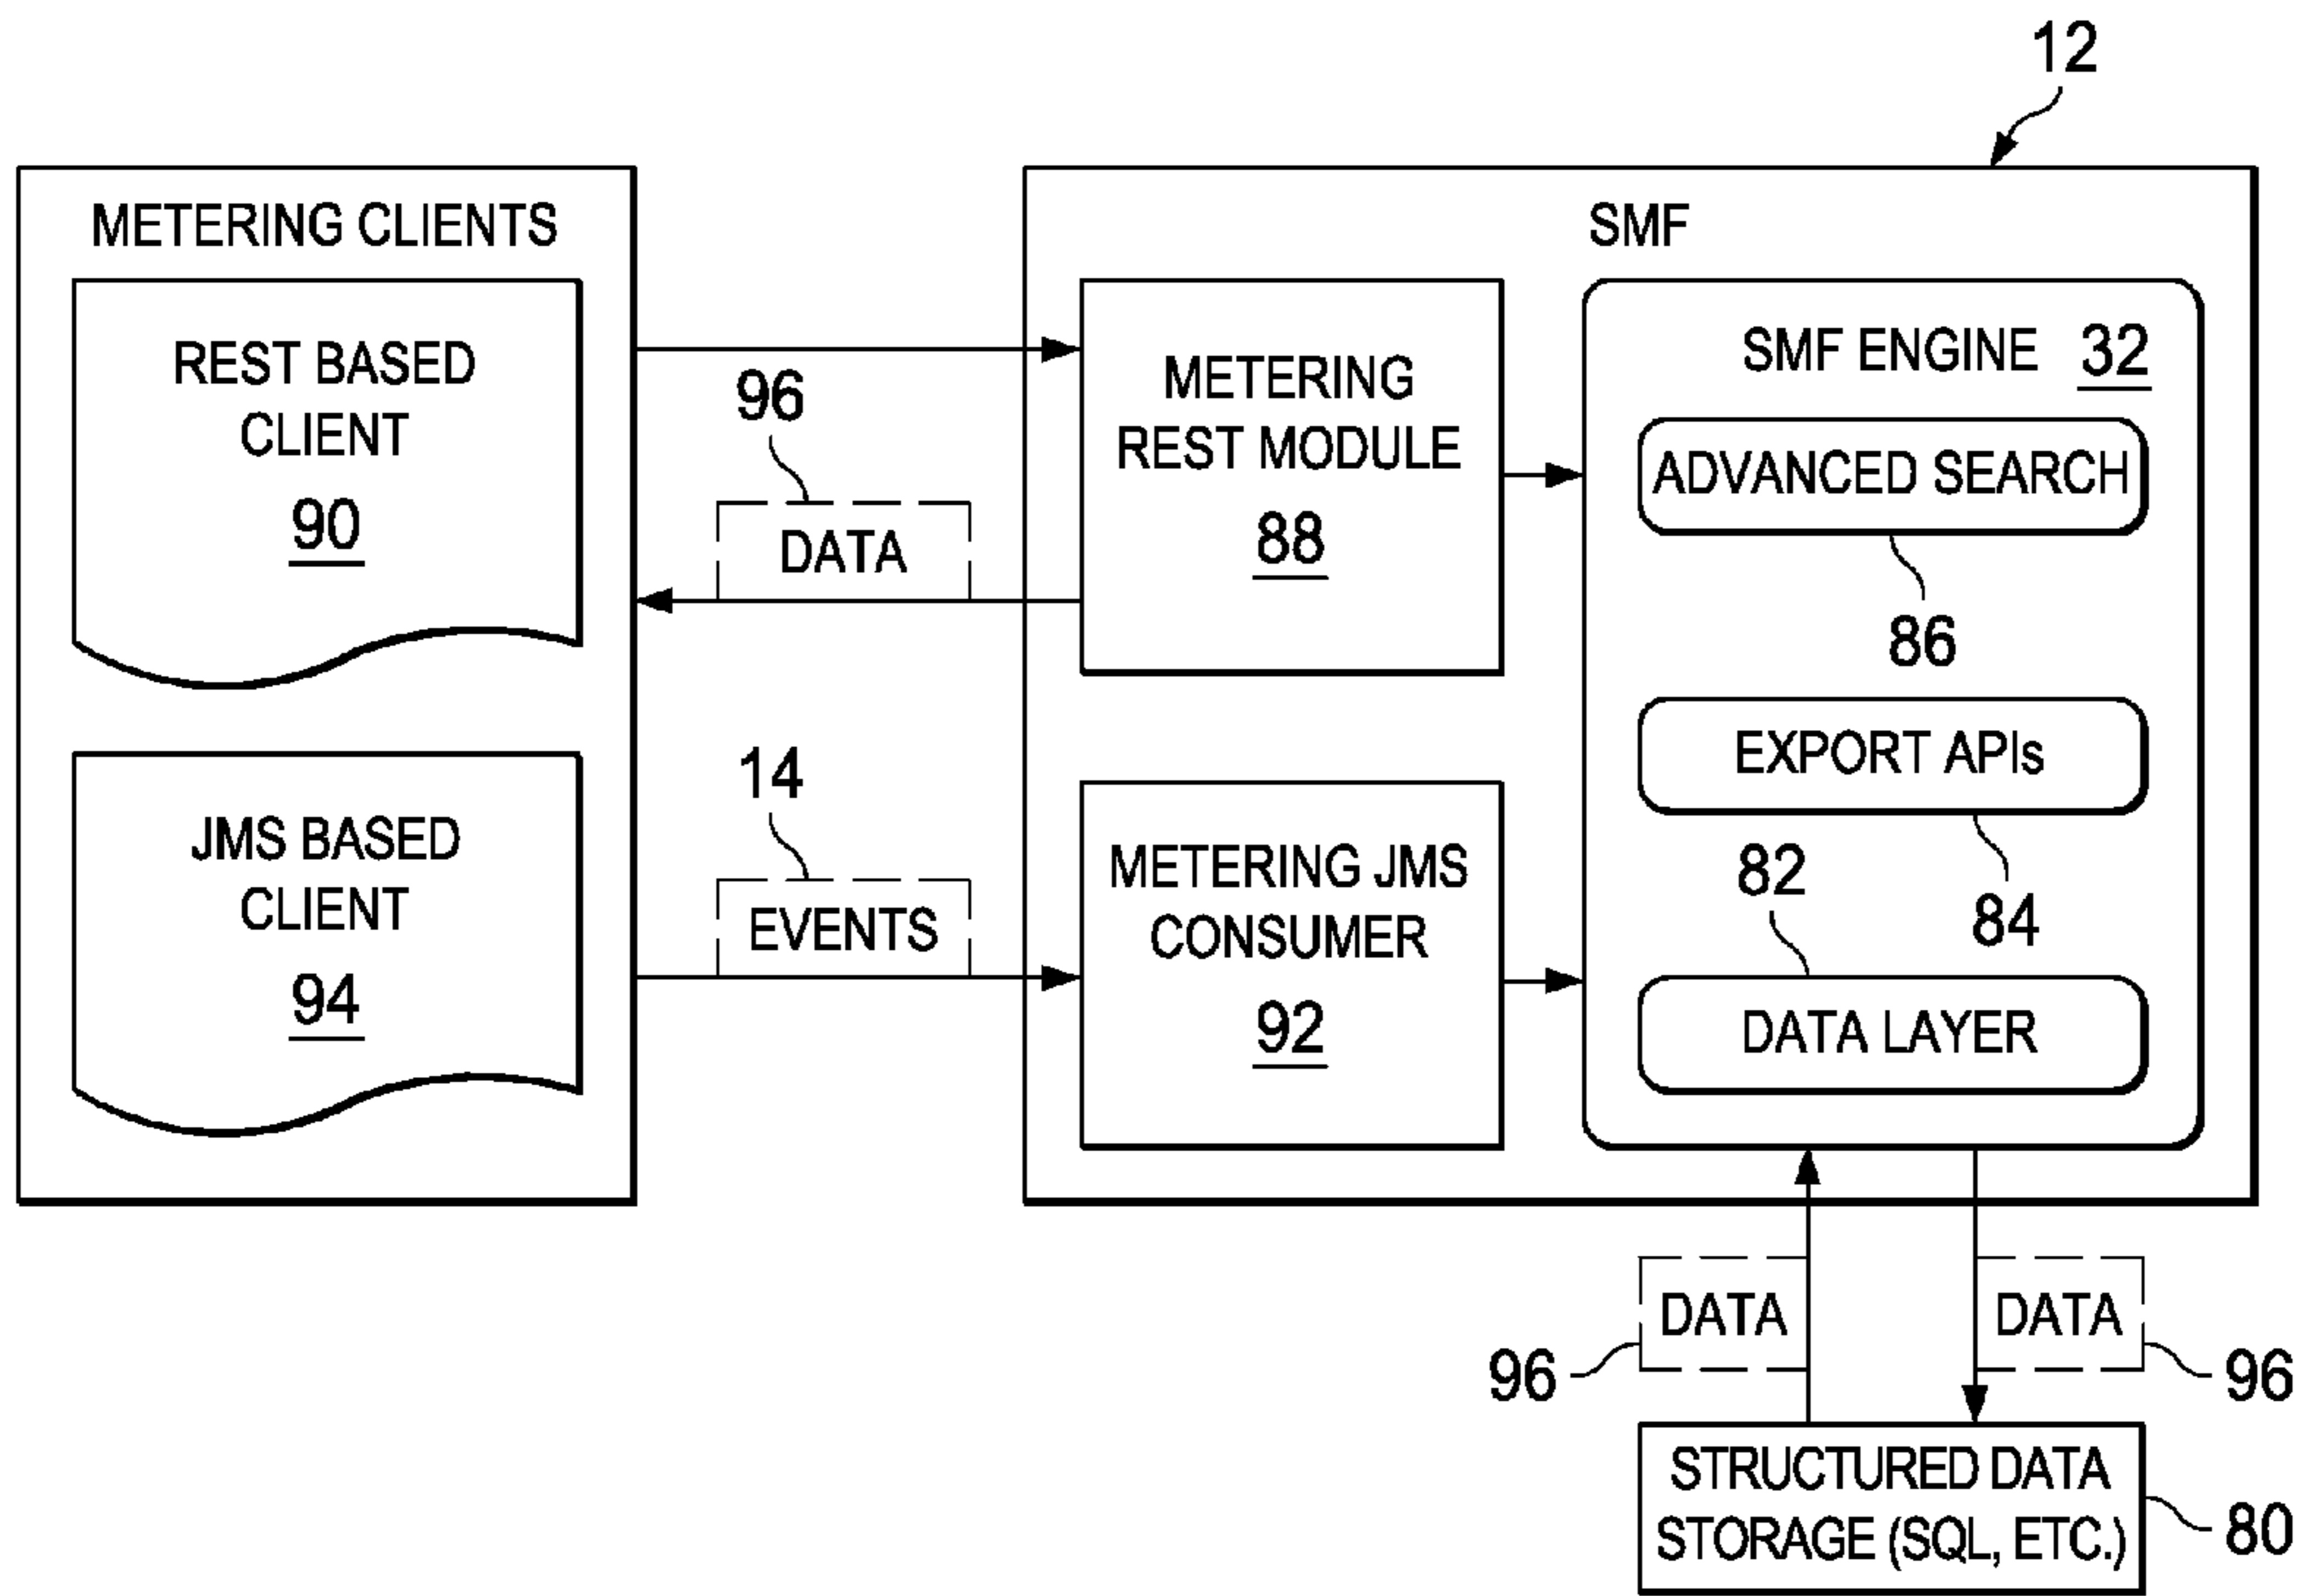 12
METERING CLIENTS
REST BASED
CLIENT
90
JMS BASED
CLIENT
94
96
DATA
14
EVENTS
SMF
METERING
REST MODULE
88
METERING JMS
CONSUMER
92
SMF ENGINE 32
ADVANCED SEARCH
86
EXPORT APIs
84
82
DATA LAYER
DATA
96
DATA
96
STRUCTURED DATA
STORAGE (SQL, ETC.)
80